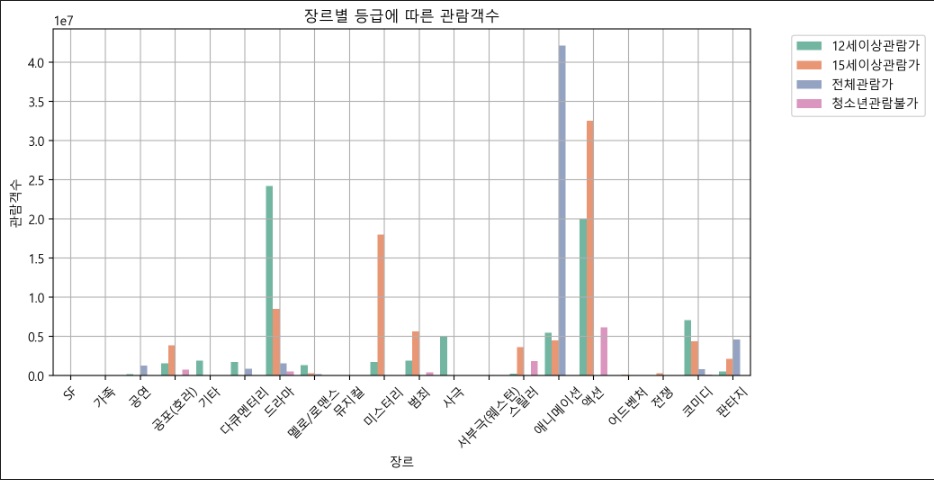 장르별 등급에 따른 관람객수
1e7
12세이상관람가
15세이상관람가
전체관람가
청소년관람불가
4.0
3.5
3.0
2.5
2.0
1.5
1.0
0.5
0.0
관람객수
SF
가족
공연
공포(호러)
기타
다큐멘터리
드라마
멜로/로맨스
뮤지컬
미스터리
범죄
사극
서부극(웨스턴)
스릴러
애니메이션
액션
어드벤처
전쟁
코미디
판타지
장르